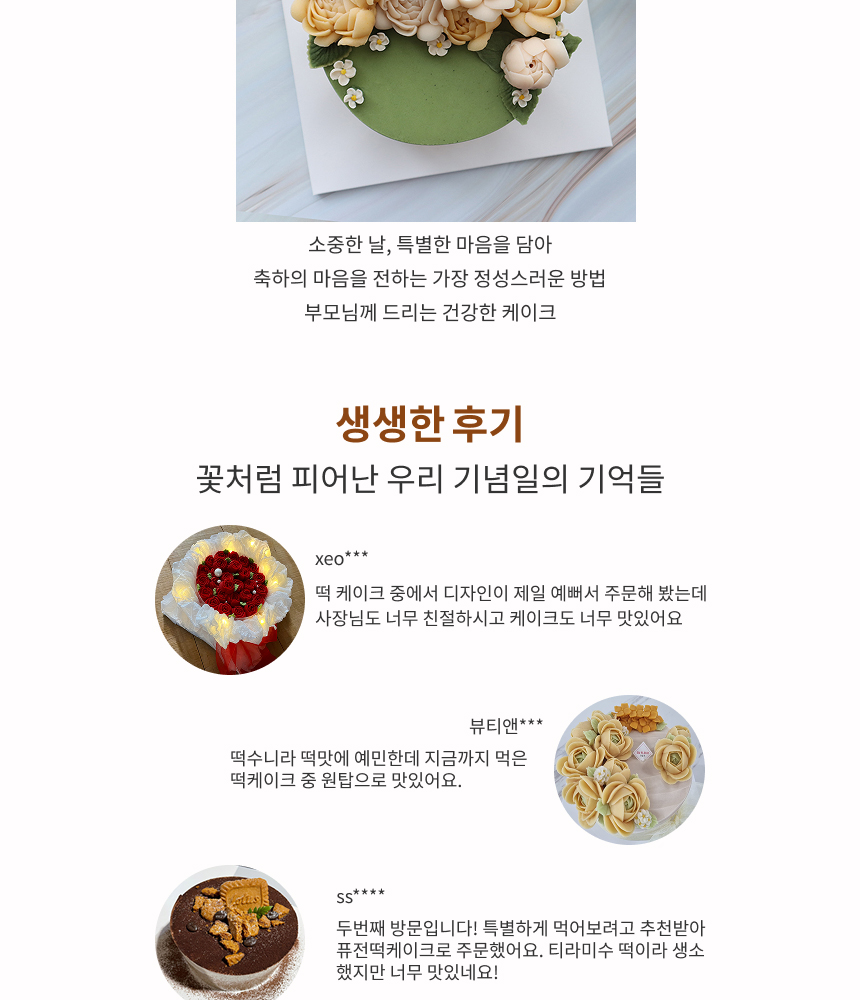 소중한 날, 특별한 마음을 담아
축하의 마음을 전하는 가장 정성스러운 방법
부모님께 드리는 건강한 케이크
생생한 후기
꽃처럼 피어난 우리 기념일의 기억들
xeo***
떡 케이크 중에서 디자인이 제일 예뻐서 주문해 봤는데
사장님도 너무 친절하시고 케이크도 너무 맛있어요
뷰티앤***
떡수니라 떡맛에 예민한데 지금까지 먹은
떡케이크 중 원탑으로 맛있어요.
ss****
두번째 방문입니다! 특별하게 먹어보려고 추천받아
퓨전떡케이크로 주문했어요. 티라미수 떡이라 생소
했지만 너무 맛있네요!